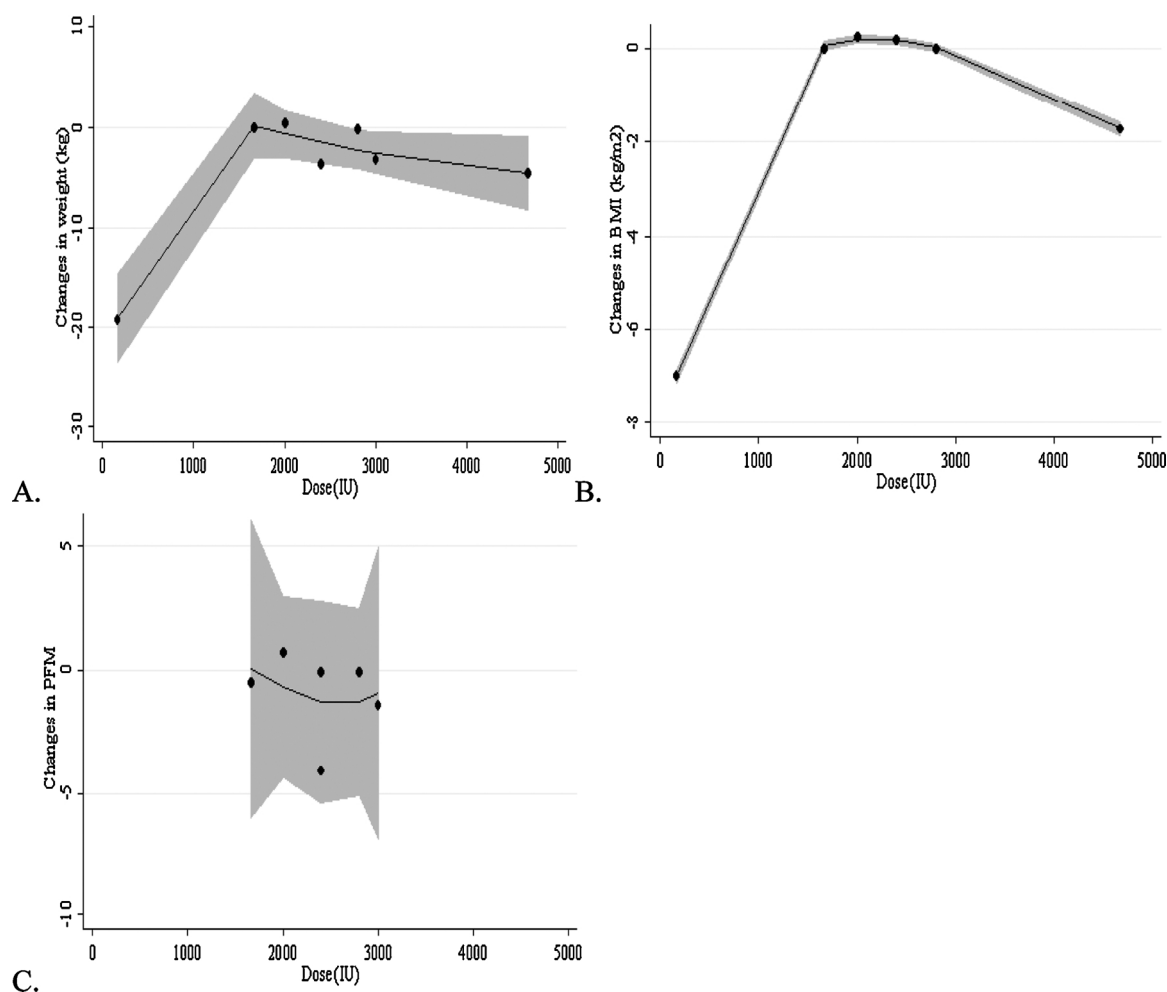 10
0
-10
-20
-30
Changes in weight (kg)
0 1000 2000 3000 4000 5000
Dose(IU)
A.
0
-2
-4
-6
-8
Changes in BMI (kg/m2)
0 1000 2000 3000 4000 5000
Dose(IU)
B.
5
0
-5
-10
Changes in PFM
0 1000 2000 3000 4000 5000
Dose(IU)
C.